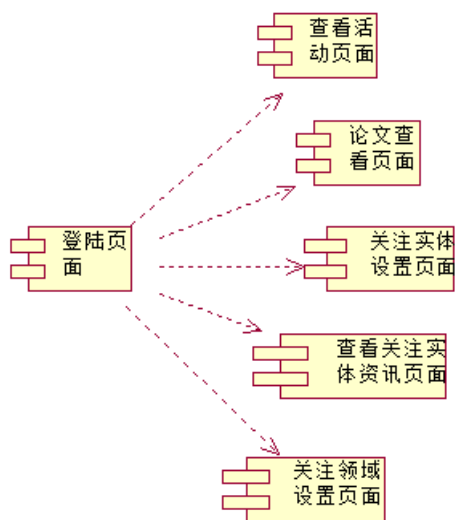 查看活
动页面
论文查
看页面
登陆页
面
关注实体
设置页面
查看关注实
体资讯页面
关注领域
设置页面